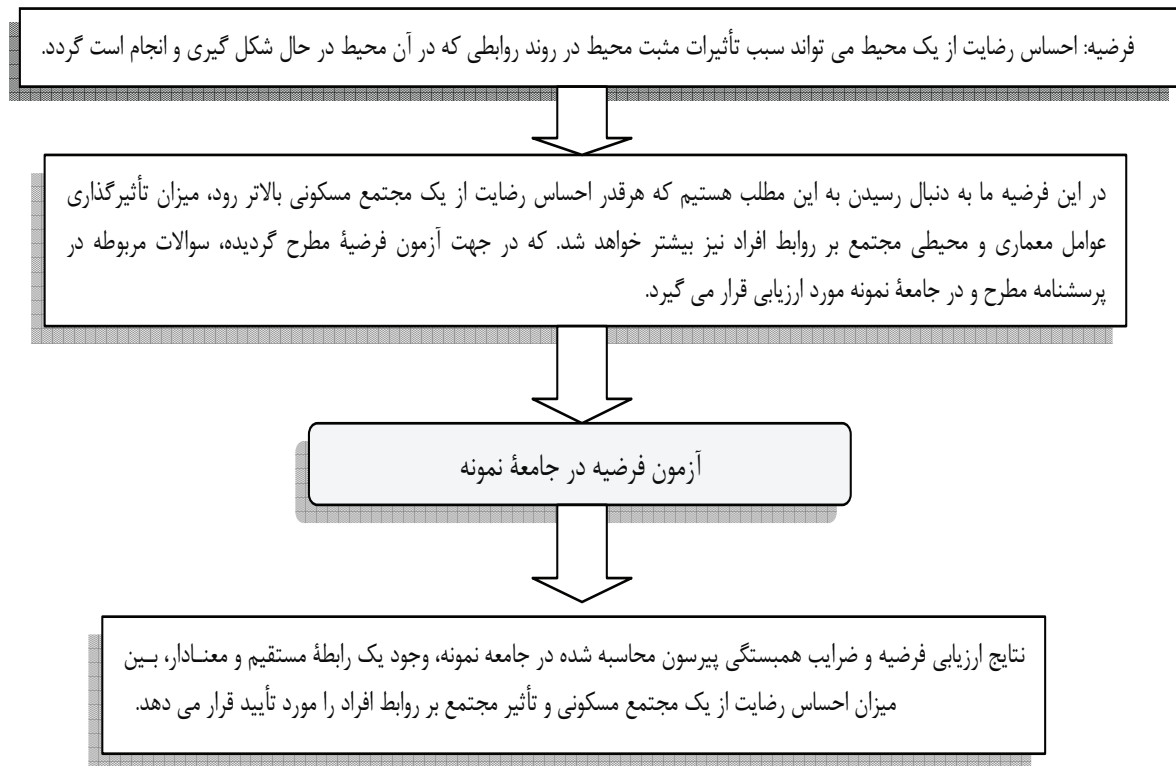 فرضیه: احساس رضایت از یک محیط می تواند سبب تأثیرات مثبت محیط در روند روابطی که در آن محیط در حال شکل گیری و انجام است گردد.
در این فرضیه ما به دنبال رسیدن به این مطلب هستیم که هرقدر احساس رضایت از یک مجتمع مسکونی بالاتر رود، میزان تأثیرگذاری
عوامل معماری و محیطی مجتمع بر روابط افراد نیز بیشتر خواهد شد. که در جهت آزمون فرضیۀ مطرح گردیده، سوالات مربوطه در
پرسشنامه مطرح و در جامعۀ نمونه مورد ارزیابی قرار می گیرد.
آزمون فرضیه در جامعۀ نمونه
نتایج ارزیابی فرضیه و ضرایب همبستگی پیرسون محاسبه شده در جامعه نمونه، وجود یک رابطۀ مستقیم و معنـادار، بـین
میزان احساس رضایت از یک مجتمع مسکونی و تأثیر مجتمع بر روابط افراد را مورد تأیید قرار می دهد.